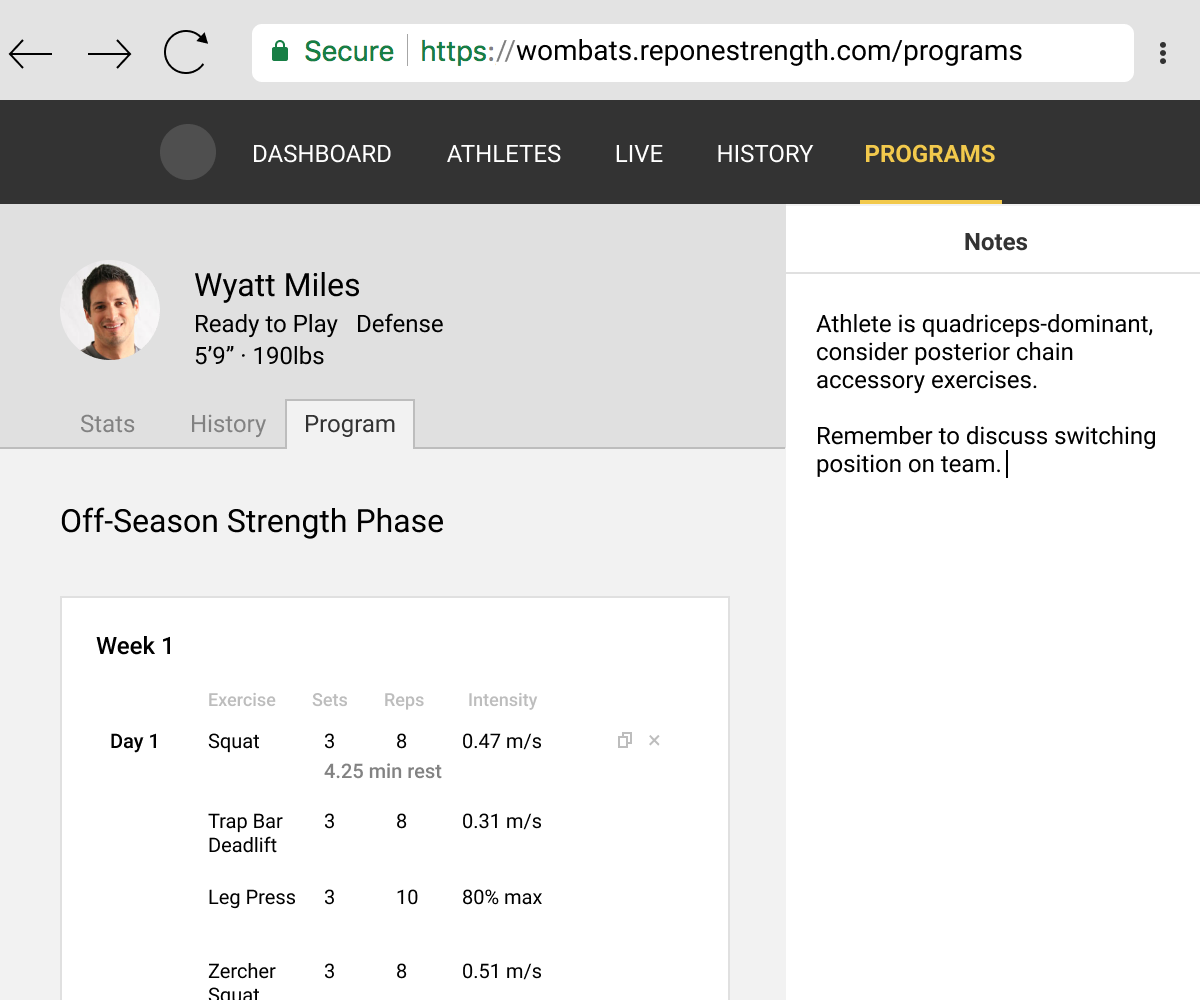 Secure https://wombats.reponestrength.com/programs
DASHBOARD ATHLETES LIVE HISTORY PROGRAMS
Wyatt Miles
Ready to Play Defense
5’9” · 190lbs
Stats History Program
Off-Season Strength Phase
Week 1
Exercise Sets Reps Intensity
Day 1 Squat 3 8 0.47 m/s
4.25 min rest
Trap Bar 3 8 0.31 m/s
Deadlift
Leg Press 3 10 80% max
Zercher 3 8 0.51 m/s
Squat
Notes
Athlete is quadriceps-dominant,
consider posterior chain
accessory exercises.
Remember to discuss switching
position on team.